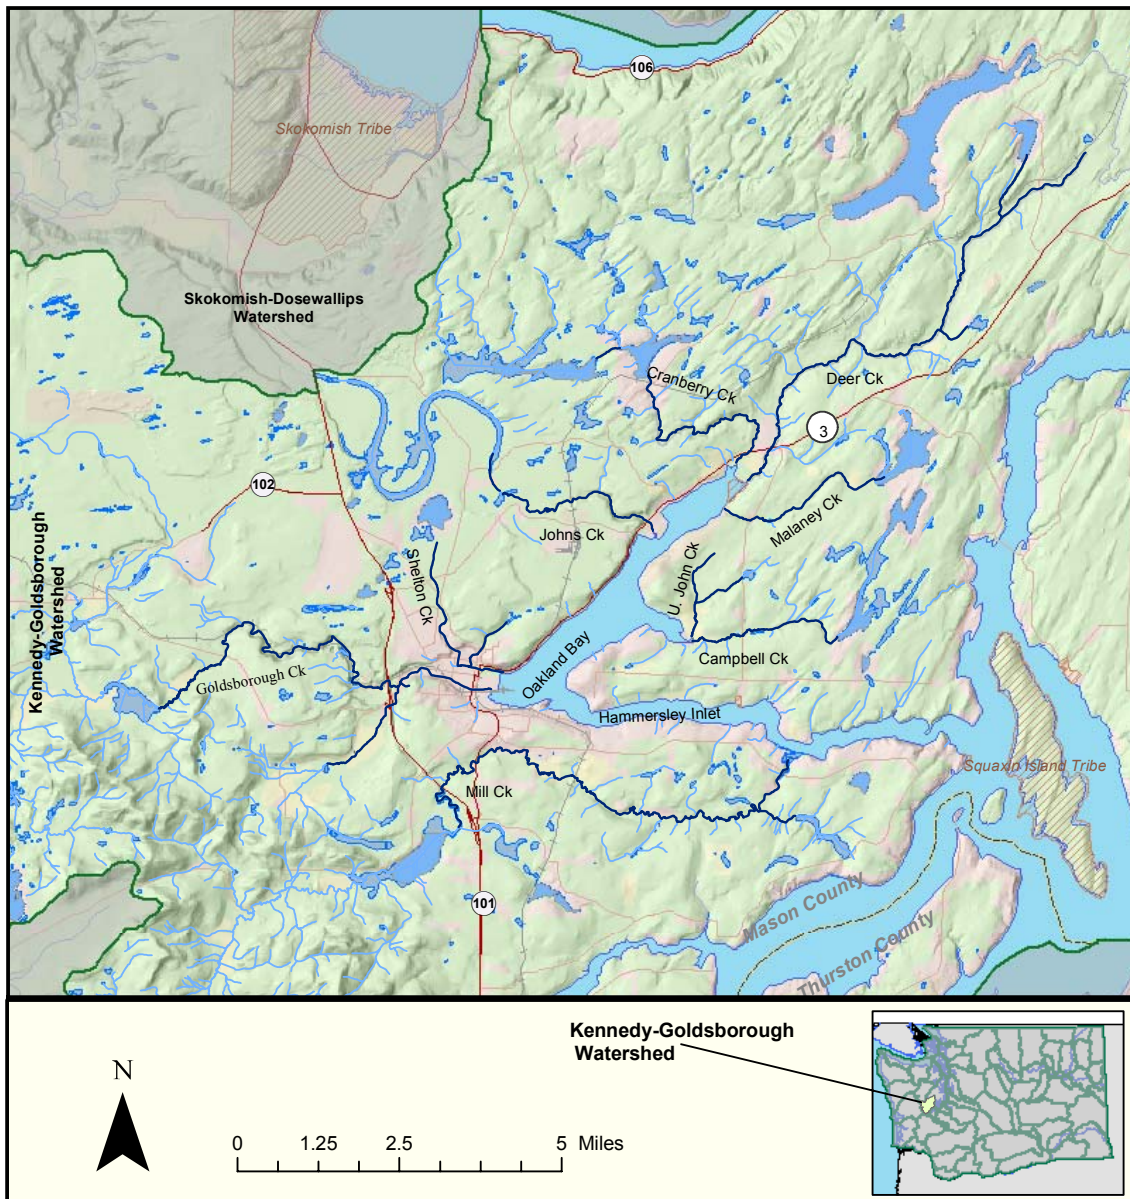 106
Skokomish Tribe
Skokomish-Dosewallips
Watershed
Cranberry Ck
Deer Ck
3
102
Kennedy-Goldsborough
Watershed
Johns Ck
Malaney Ck
Shelton Ck
U. John Ck
Oakland Bay
Campbell Ck
Goldsborough Ck
Hammersley Inlet
Squaxin Island Tribe
Mill Ck
101
Mason County
Thurston County
Kennedy-Goldsborough
Watershed
N
0 1.25 2.5 5 Miles